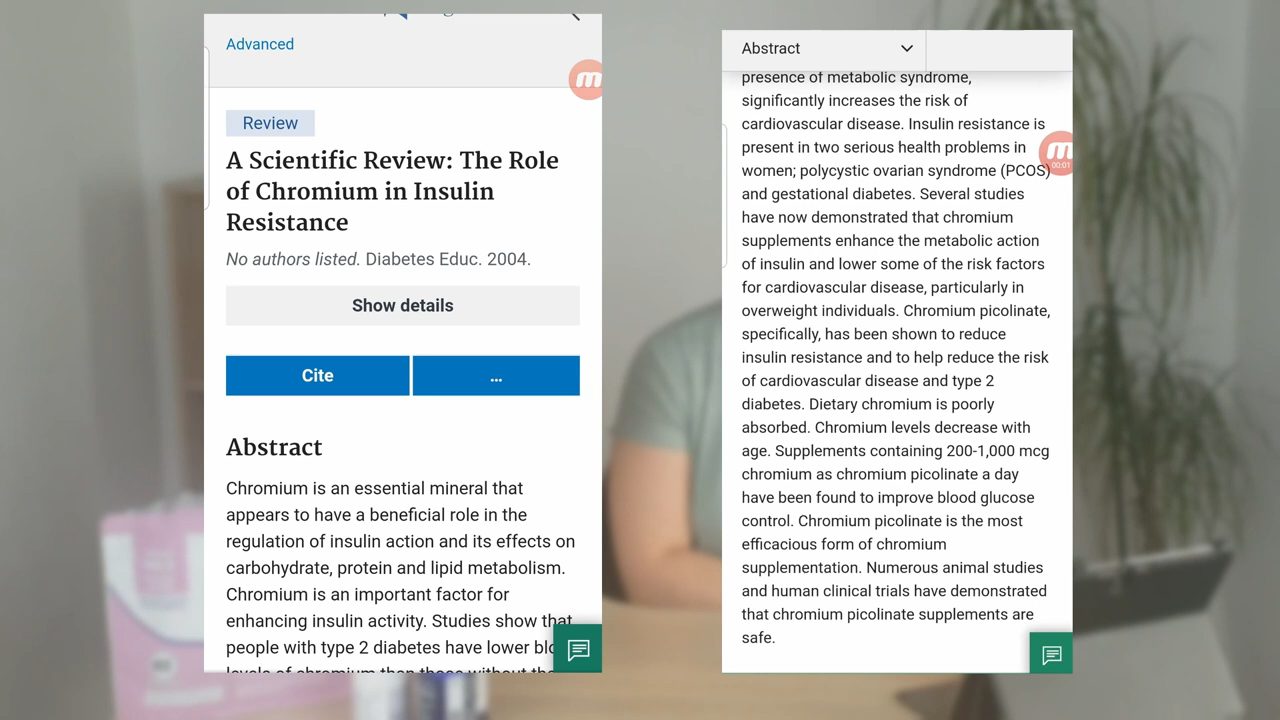 Advanced
Review
A Scientific Review: The Role
of Chromium in Insulin
Resistance
No authors listed. Diabetes Educ. 2004.
Show details
Cite
...
Abstract
Chromium is an essential mineral that
appears to have a beneficial role in the
regulation of insulin action and its effects on
carbohydrate, protein and lipid metabolism.
Chromium is an important factor for
enhancing insulin activity. Studies show that
people with type 2 diabetes have lower
levels of chromium than those without
Abstract
presence of metabolic syndrome,
significantly increases the risk of
cardiovascular disease. Insulin resistance is
present in two serious health problems in
women; polycystic ovarian syndrome (PCOS)
and gestational diabetes. Several studies
have now demonstrated that chromium
supplements enhance the metabolic action
of insulin and lower some of the risk factors
for cardiovascular disease, particularly in
overweight individuals. Chromium picolinate,
specifically, has been shown to reduce
insulin resistance and to help reduce the risk
of cardiovascular disease and type 2
diabetes. Dietary chromium is poorly
absorbed. Chromium levels decrease with
age. Supplements containing 200-1,000 mcg
chromium as chromium picolinate a day
have been found to improve blood glucose
control. Chromium picolinate is the most
efficacious form of chromium
supplementation. Numerous animal studies
and human clinical trials have demonstrated
that chromium picolinate supplements are
safe.
00:01